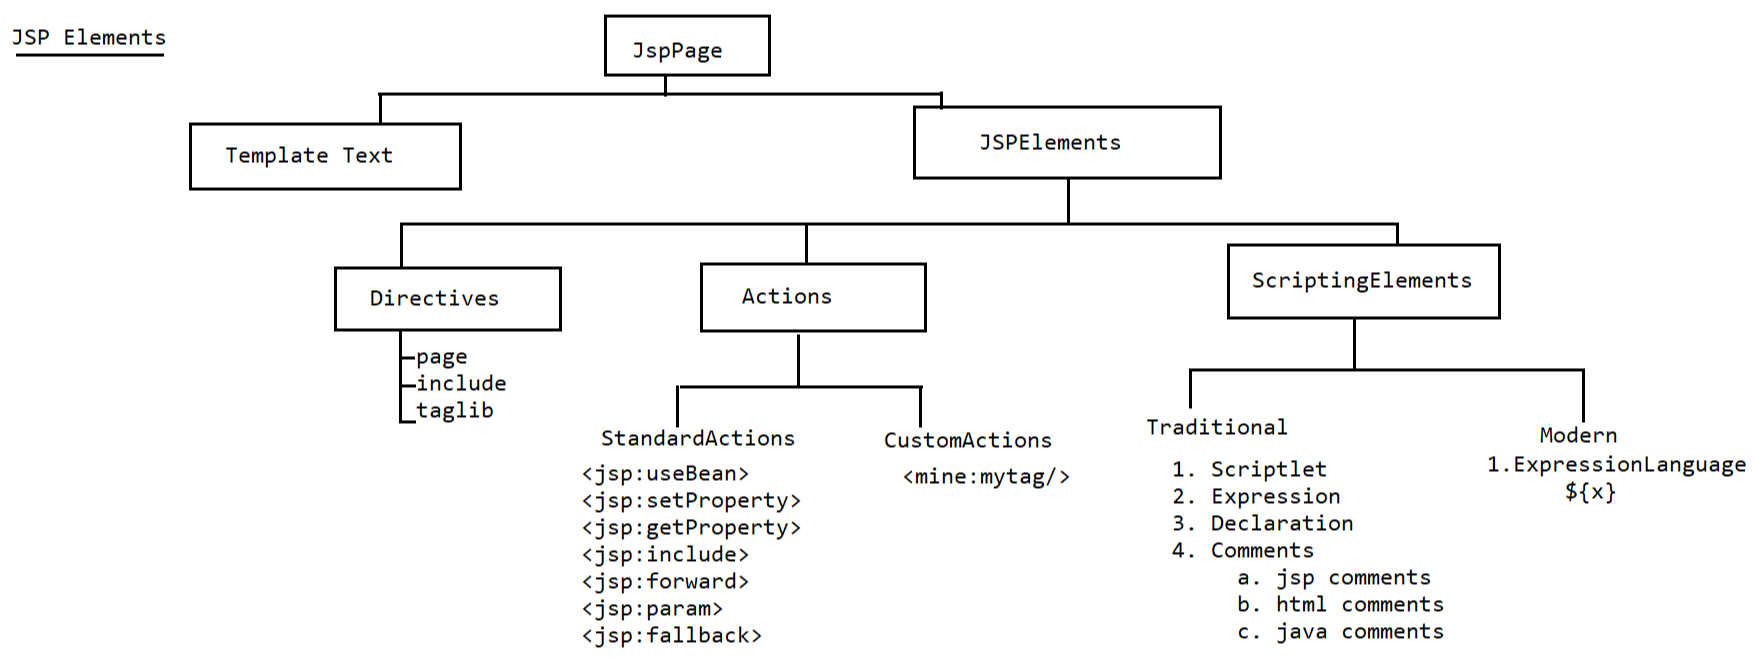 JSP Elements
JspPage
Template Text
JSPElements
Directives
Actions
ScriptingElements
page
include
taglib
StandardActions
<jsp:useBean>
<jsp:setProperty>
<jsp:getProperty>
<jsp:include>
<jsp:forward>
<jsp:param>
<jsp:fallback>
CustomActions
<mine:mytag/>
Traditional
1. Scriptlet
2. Expression
3. Declaration
4. Comments
a. jsp comments
b. html comments
c. java comments
Modern
1.ExpressionLanguage
${x}